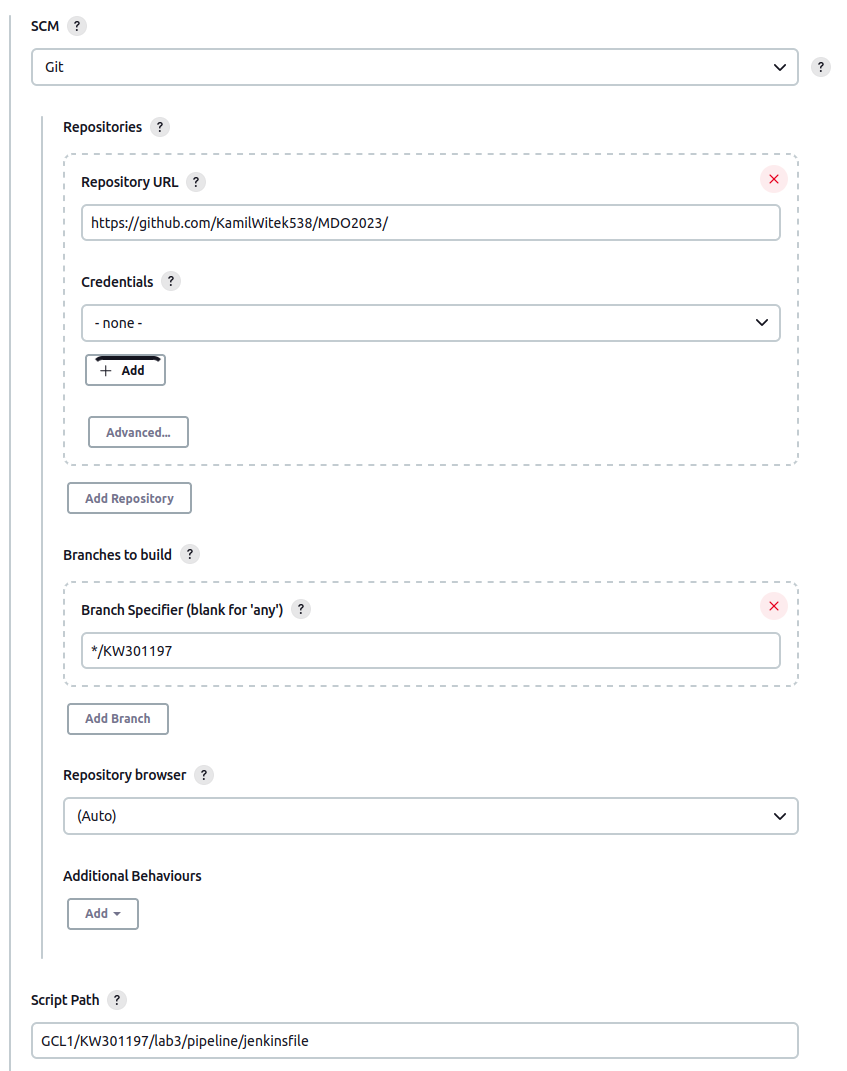 SCM ?
Git ?
Repositories ?
Repository URL ?
https://github.com/KamilWitek538/MDO2023/
Credentials ?
- none -
+ Add
Advanced...
Add Repository
Branches to build ?
Branch Specifier (blank for 'any') ?
*/KW301197
Add Branch
Repository browser ?
(Auto)
Additional Behaviours
Add
Script Path ?
GCL1/KW301197/lab3/pipeline/jenkinsfile